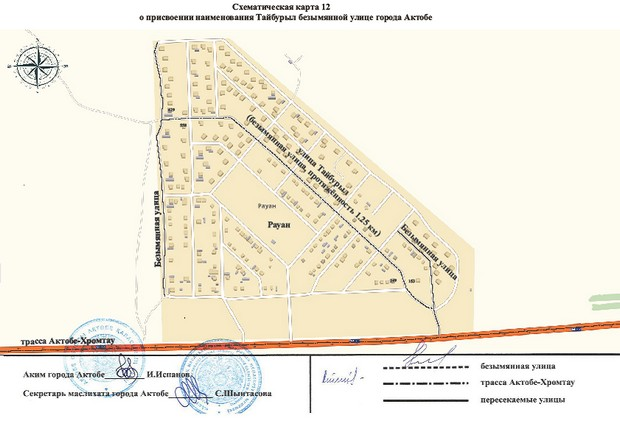 Схематическая карта 12
о присвоении наименования Тайбурыл безымянной улице города Актобе
улица Тайбурыл
(безымянная улица, протяжённость 1,25 км)
Безымянная улица
Рауан
Рауан
Безымянная улица
трасса Актобе-Хромтау
Аким города Актобе И.Испанов
Секретарь маслихата города Актобе С.Шынтасова
безымянная улица
трасса Актобе-Хромтау
пересекаемые улицы